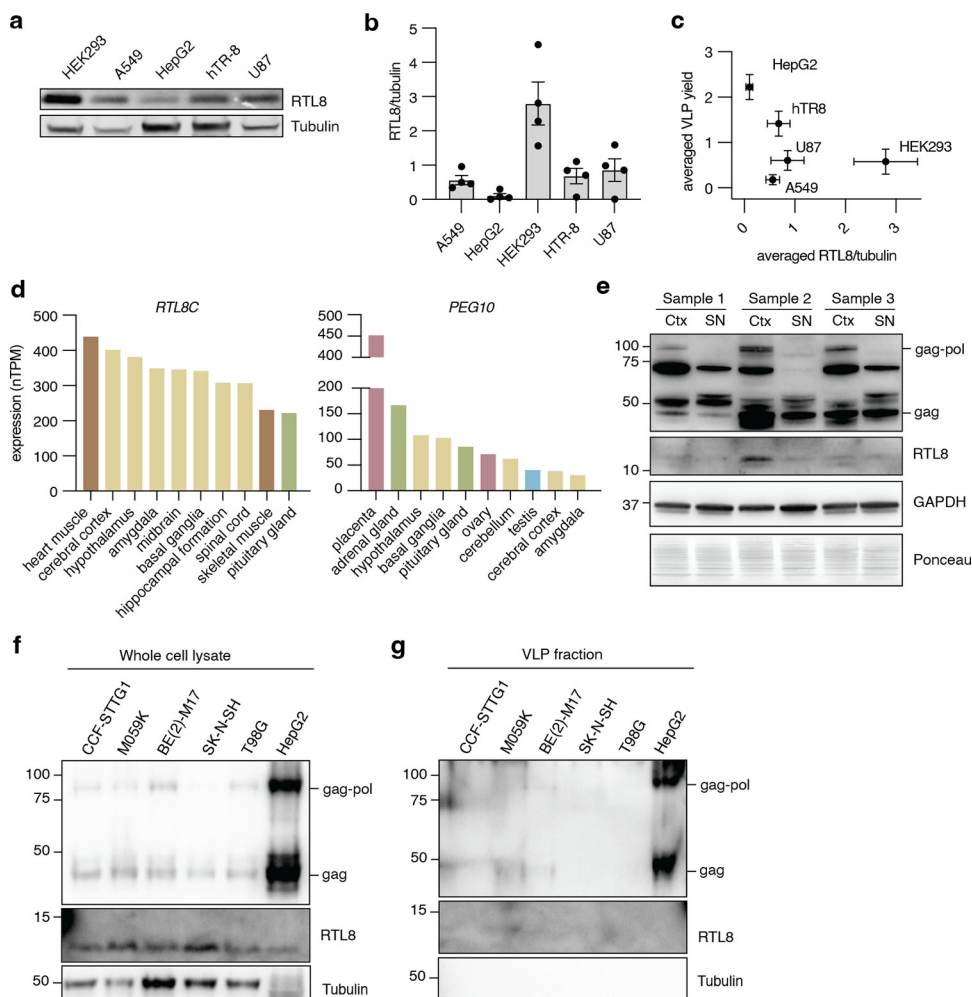 a
HEK293 A549 HepG2 hTR-8 U87
RTL8
Tubulin
b
RTL8/tubulin
5
4
3
2
1
0
A549 HepG2 HEK293 HTR-8 U87
c
averaged VLP yield
3
2
1
0
HepG2
hTR8
U87
HEK293
A549
0 1 2 3
averaged RTL8/tubulin
d
RTL8C
expression (nTPM)
500
400
300
200
100
0
heart muscle
cerebral cortex
hypothalamus
amygdala
midbrain
basal ganglia
hippocampal formation
spinal cord
skeletal muscle
pituitary gland
PEG10
500
450
400
200
150
100
50
0
placenta
adrenal gland
hypothalamus
basal ganglia
pituitary gland
ovary
cerebellum
testis
cerebral cortex
amygdala
e
Sample 1 Sample 2 Sample 3
Ctx SN Ctx SN Ctx SN
100
75
50
gag-pol
gag
10
RTL8
37
GAPDH
Ponceau
f
Whole cell lysate
CCF-STTG1 M059K BE(2)-M17 SK-N-SH T98G HepG2
100
75
50
gag-pol
gag
15
RTL8
50
Tubulin
g
VLP fraction
CCF-STTG1 M059K BE(2)-M17 SK-N-SH T98G HepG2
100
75
50
gag-pol
gag
15
RTL8
50
Tubulin